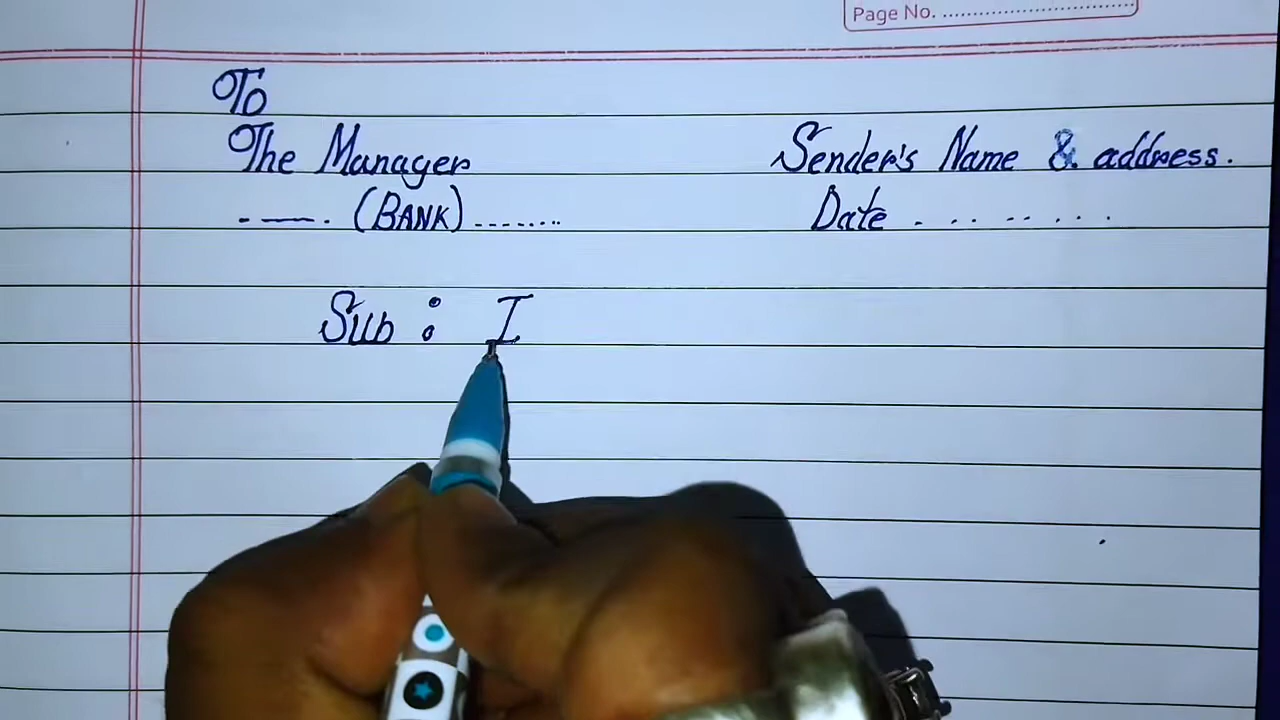 Page No. ........................................
To
The Manager
Sender's Name & address.
. —— . (BANK) ........
Date . . . . . . . .
Sub : I